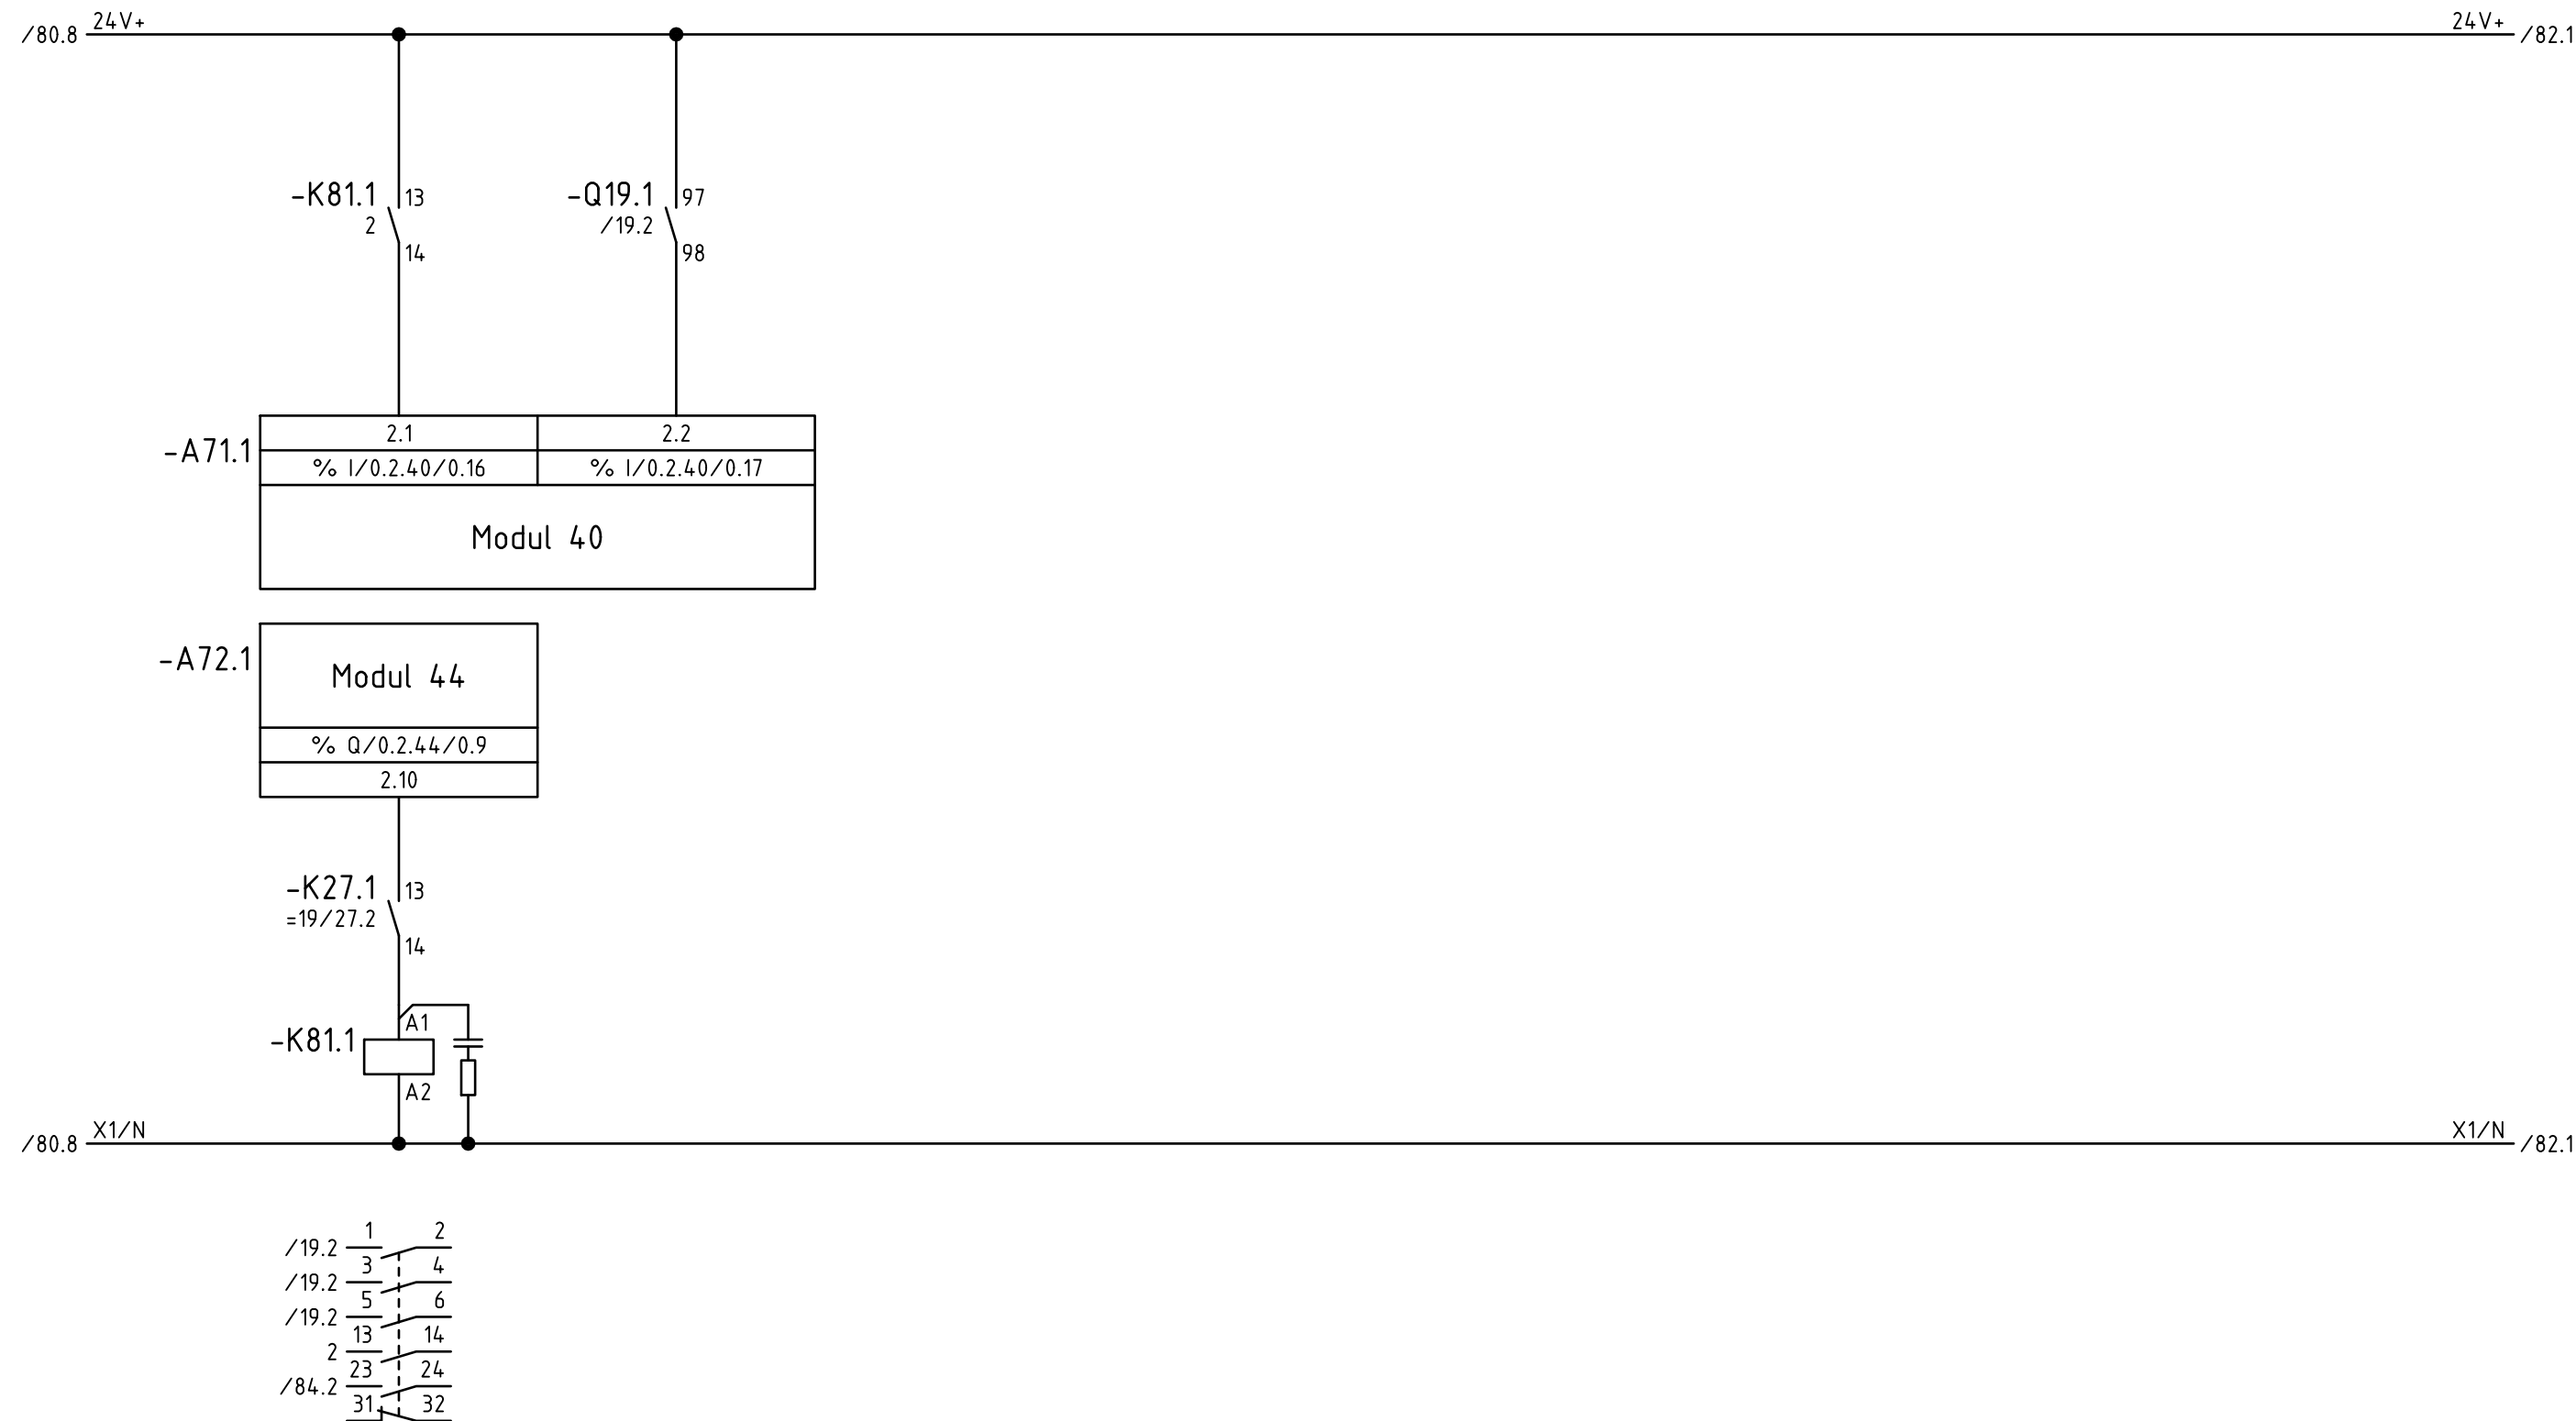 24V+ 24V+
/80.8 /82.1
-K81.1 13 -Q19.1 97
2 /19.2
14 98
2.1 2.2
-A71.1
% I/0.2.40/0.16 % I/0.2.40/0.17
Modul 40
-A72.1
Modul 44
% Q/0.2.44/0.9
2.10
-K27.1 13
=19/27.2
14
A1
-K81.1
A2
X1/N X1/N
/80.8 /82.1
1 2
/19.2
3 4
/19.2
5 6
/19.2
13 14
2
23 24
/84.2
31 32